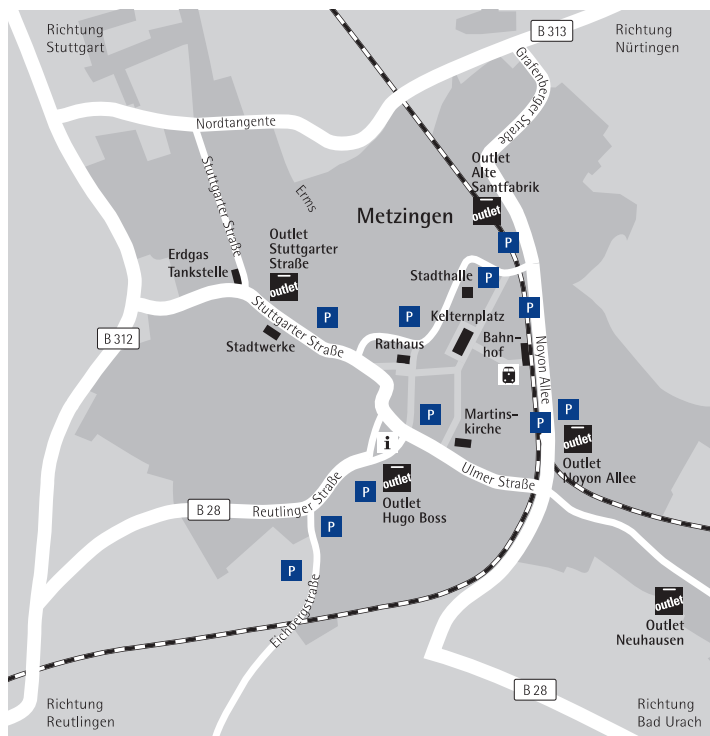 Richtung
Stuttgart
B 313
Richtung
Nürtingen
Grafenberger Straße
Nordtangente
Stuttgarter Straße
Erms
Outlet
Alte
Samtfabrik
outlet
Metzingen
P
Outlet
Stuttgarter
Straße
outlet
Erdgas
Tankstelle
Stadthalle
P
P
P
P
Kelternplatz
Stuttgarter Straße
B 312
Stadtwerke
Rathaus
Bahn-
hof
Noyon Allee
P
P
P
Martins-
kirche
i
outlet
Outlet
Noyon Allee
Ulmer Straße
outlet
Outlet
Hugo Boss
P
Reutlinger Straße
B 28
P
P
Eichbergstraße
outlet
Outlet
Neuhausen
B 28
Richtung
Reutlingen
Richtung
Bad Urach